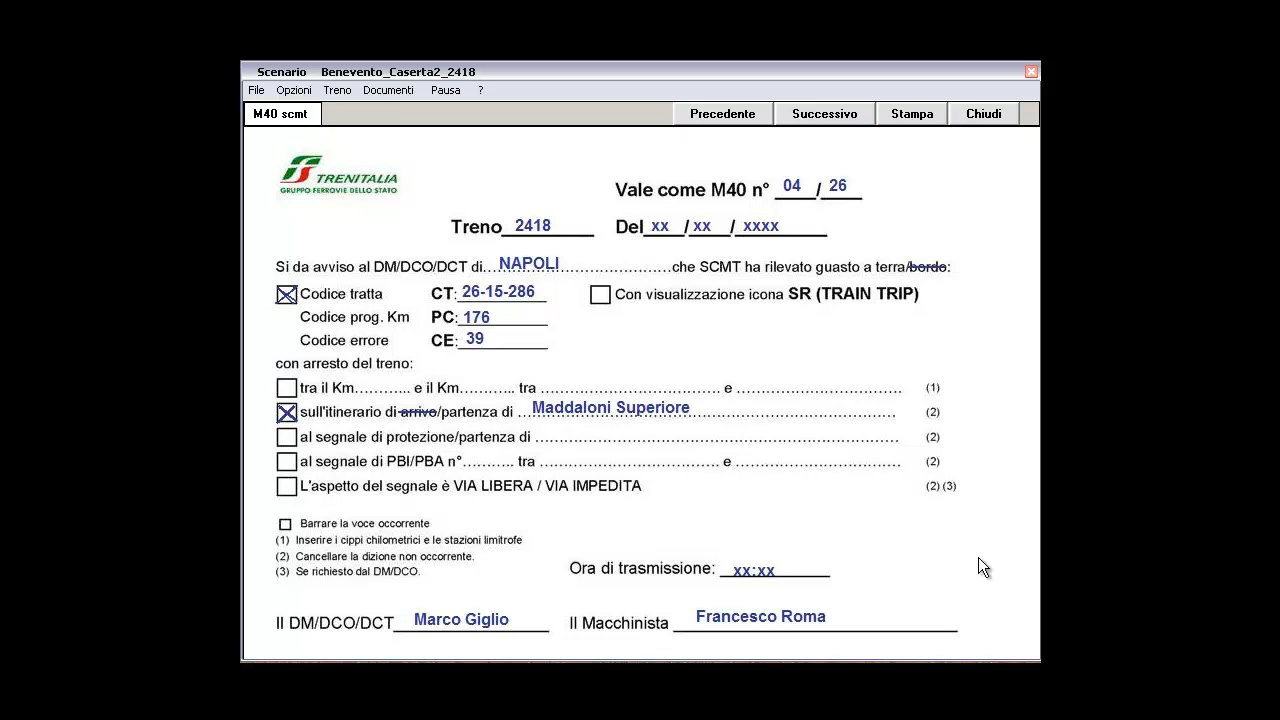 Scenario Benevento_Caserta2_2418
File Opzioni Treno Documenti Pausa ?
M40 scmt Precedente Successivo Stampa Chiudi
TRENITALIA
GRUPPO FERROVIE DELLO STATO
Vale come M40 n° 04 / 26
Treno 2418 Del xx / xx / xxxx
Si da avviso al DM/DCO/DCT di... NAPOLI ...che SCMT ha rilevato guasto a terra/bordo:
Codice tratta CT: 26-15-286 Con visualizzazione icona SR (TRAIN TRIP)
Codice prog. Km PC: 176
Codice errore CE: 39
con arresto del treno:
tra il Km........... e il Km........... tra ........................................ e ..................................... (1)
sull'itinerario di arrivo/partenza di ... Maddaloni Superiore ..................................... (2)
al segnale di protezione/partenza di ................................................................................ (2)
al segnale di PBI/PBA n°.......... tra ........................................ e ..................................... (2)
L'aspetto del segnale è VIA LIBERA / VIA IMPEDITA (2) (3)
Barrare la voce occorrente
(1) Inserire i cippi chilometrici e le stazioni limitrofe
(2) Cancellare la dizione non occorrente.
(3) Se richiesto dal DM/DCO.
Ora di trasmissione: xx:xx
Il DM/DCO/DCT Marco Giglio Il Macchinista Francesco Roma